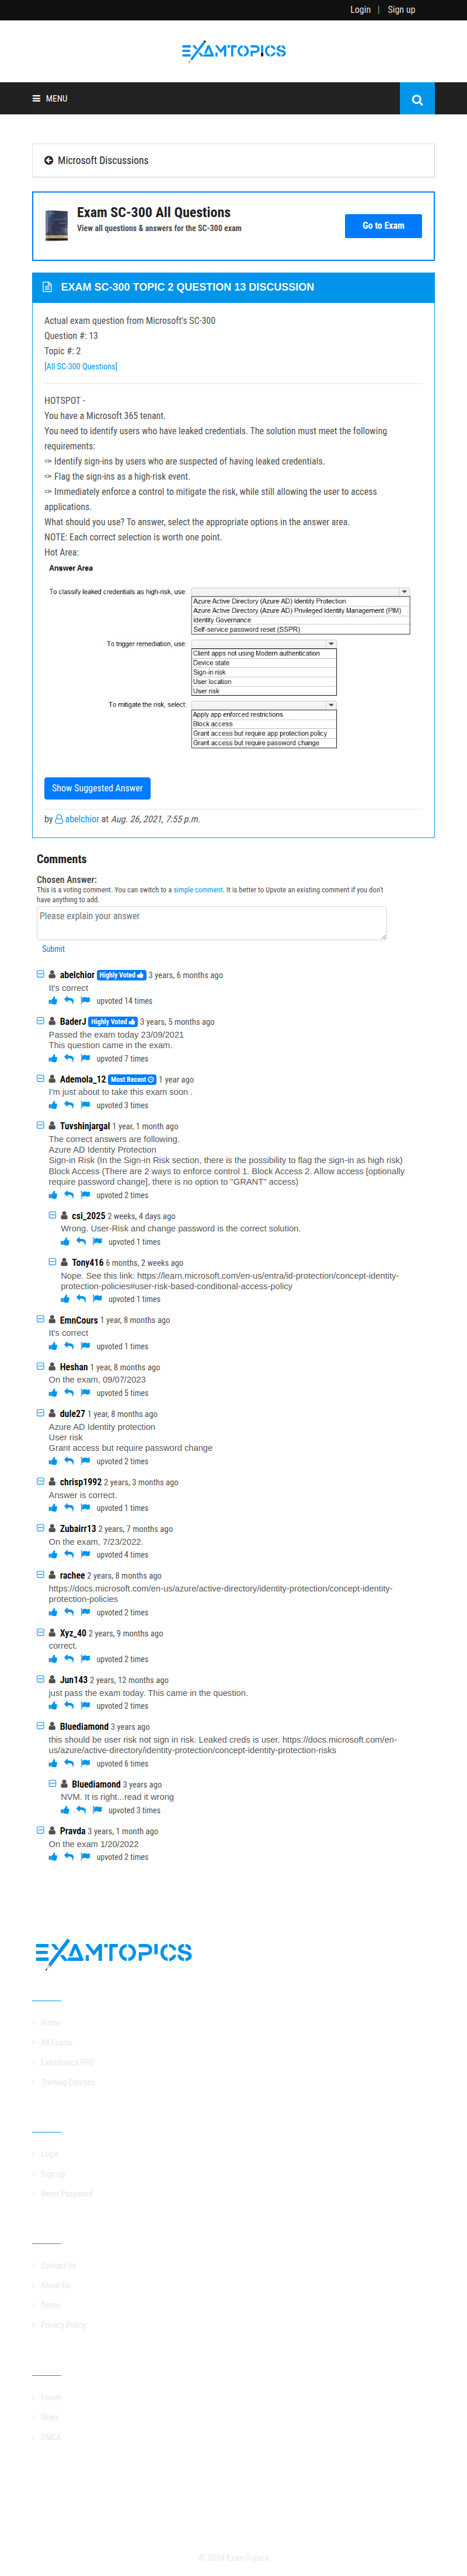 Login | Sign up
EXAMTOPICS
MENU
Microsoft Discussions
Exam SC-300 All Questions
View all questions & answers for the SC-300 exam
Go to Exam
EXAM SC-300 TOPIC 2 QUESTION 13 DISCUSSION
Actual exam question from Microsoft's SC-300
Question #: 13
Topic #: 2
[All SC-300 Questions]
HOTSPOT -
You have a Microsoft 365 tenant.
You need to identify users who have leaked credentials. The solution must meet the following
requirements:
✑ Identify sign-ins by users who are suspected of having leaked credentials.
✑ Flag the sign-ins as a high-risk event.
✑ Immediately enforce a control to mitigate the risk, while still allowing the user to access
applications.
What should you use? To answer, select the appropriate options in the answer area.
NOTE: Each correct selection is worth one point.
Hot Area:
Answer Area
To classify leaked credentials as high-risk, use:
Azure Active Directory (Azure AD) Identity Protection
Azure Active Directory (Azure AD) Privileged Identity Management (PIM)
Identity Governance
Self-service password reset (SSPR)
To trigger remediation, use:
Client apps not using Modern authentication
Device state
Sign-in risk
User location
User risk
To mitigate the risk, select:
Apply app enforced restrictions
Block access
Grant access but require app protection policy
Grant access but require password change
Show Suggested Answer
by abelchior at Aug. 26, 2021, 7:55 p.m.
Comments
Chosen Answer:
This is a voting comment. You can switch to a simple comment. It is better to Upvote an existing comment if you don't
have anything to add.
Please explain your answer
Submit
abelchior Highly Voted 3 years, 6 months ago
It's correct
upvoted 14 times
BaderJ Highly Voted 3 years, 5 months ago
Passed the exam today 23/09/2021
This question came in the exam.
upvoted 7 times
Ademola_12 Most Recent 1 year ago
I'm just about to take this exam soon .
upvoted 3 times
Tuvshinjargal 1 year, 1 month ago
The correct answers are following.
Azure AD Identity Protection
Sign-in Risk (In the Sign-in Risk section, there is the possibility to flag the sign-in as high risk)
Block Access (There are 2 ways to enforce control 1. Block Access 2. Allow access [optionally
require password change], there is no option to "GRANT" access)
upvoted 2 times
csi_2025 2 weeks, 4 days ago
Wrong. User-Risk and change password is the correct solution.
upvoted 1 times
Tony416 6 months, 2 weeks ago
Nope. See this link: https://learn.microsoft.com/en-us/entra/id-protection/concept-identity-
protection-policies#user-risk-based-conditional-access-policy
upvoted 1 times
EmnCours 1 year, 8 months ago
It's correct
upvoted 1 times
Heshan 1 year, 8 months ago
On the exam, 09/07/2023
upvoted 5 times
dule27 1 year, 8 months ago
Azure AD Identity protection
User risk
Grant access but require password change
upvoted 2 times
chrisp1992 2 years, 3 months ago
Answer is correct.
upvoted 1 times
Zubairr13 2 years, 7 months ago
On the exam, 7/23/2022.
upvoted 4 times
rachee 2 years, 8 months ago
https://docs.microsoft.com/en-us/azure/active-directory/identity-protection/concept-identity-
protection-policies
upvoted 2 times
Xyz_40 2 years, 9 months ago
correct.
upvoted 2 times
Jun143 2 years, 12 months ago
just pass the exam today. This came in the question.
upvoted 2 times
Bluediamond 3 years ago
this should be user risk not sign in risk. Leaked creds is user. https://docs.microsoft.com/en-
us/azure/active-directory/identity-protection/concept-identity-protection-risks
upvoted 6 times
Bluediamond 3 years ago
NVM. It is right...read it wrong
upvoted 3 times
Pravda 3 years, 1 month ago
On the exam 1/20/2022
upvoted 2 times
EXAMTOPICS
Home
All Exams
Examtopics PRO
Training Courses
Login
Sign up
Reset Password
Contact Us
About Us
Terms
Privacy Policy
Forum
News
DMCA
© 2024 ExamTopics